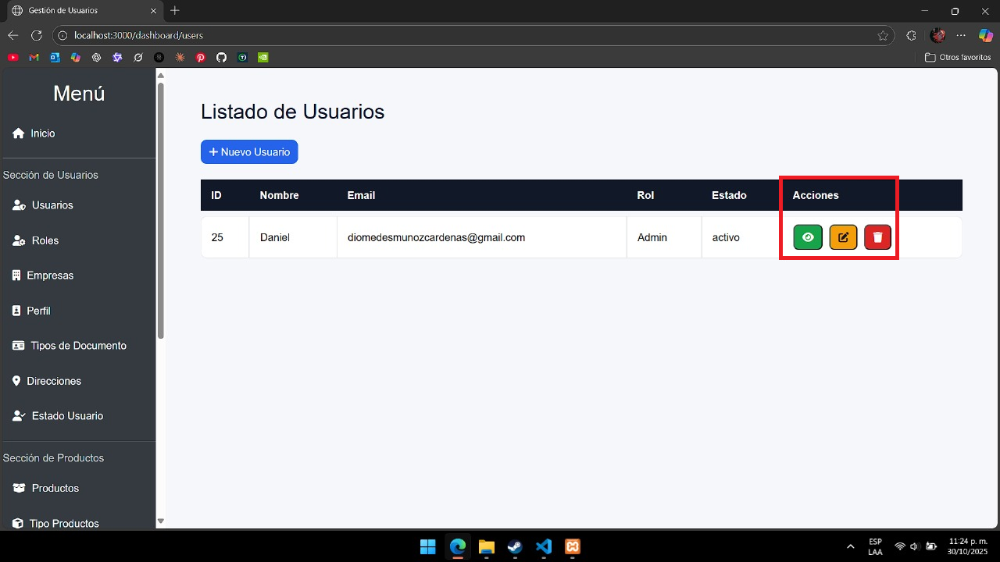 Gestión de Usuarios
localhost:3000/dashboard/users
Otros favoritos
Menú
Inicio
Sección de Usuarios
Usuarios
Roles
Empresas
Perfil
Tipos de Documento
Direcciones
Estado Usuario
Sección de Productos
Productos
Tipo Productos
Listado de Usuarios
+ Nuevo Usuario
ID Nombre Email Rol Estado Acciones
25 Daniel diomedesmunozcardenas@gmail.com Admin activo
ESP
LAA
11:24 p. m.
30/10/2025